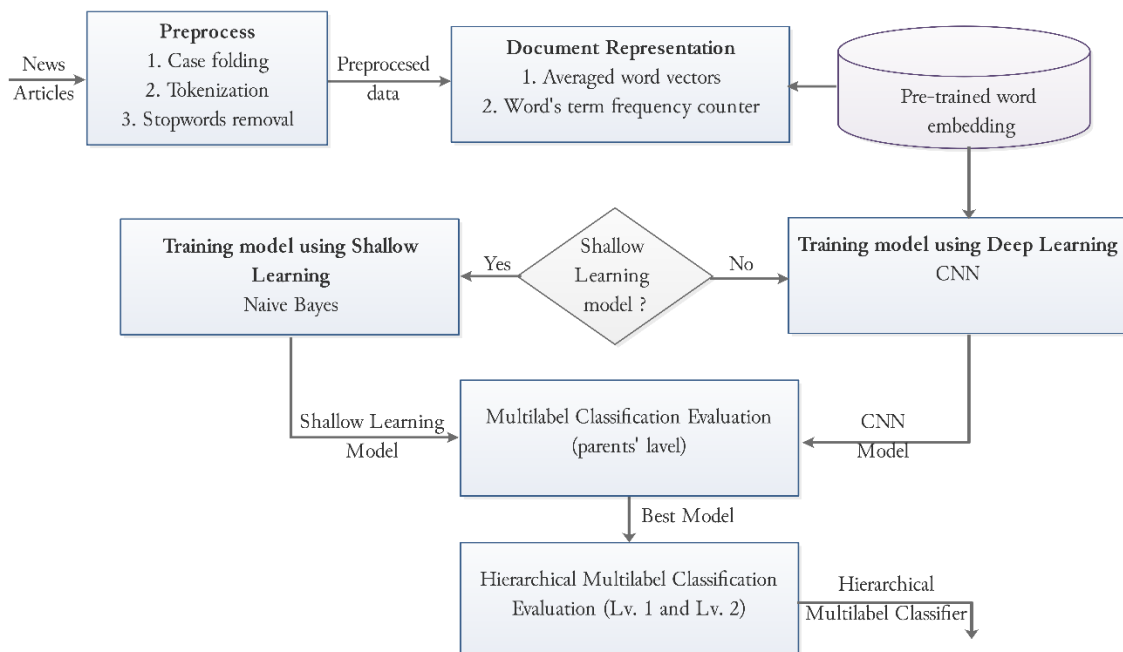 Preprocess
1. Case folding
2. Tokenization
3. Stopwords removal
News
Articles
Preprocesed
data
Document Representation
1. Averaged word vectors
2. Word's term frequency counter
Pre-trained word
embedding
Training model using Shallow
Learning
Naive Bayes
Yes
Shallow
Learning
model ?
No
Training model using Deep Learning
CNN
Shallow Learning
Model
Multilabel Classification Evaluation
(parents' lavel)
CNN
Model
Best Model
Hierarchical Multilabel Classification
Evaluation (Lv. 1 and Lv. 2)
Hierarchical
Multilabel Classifier